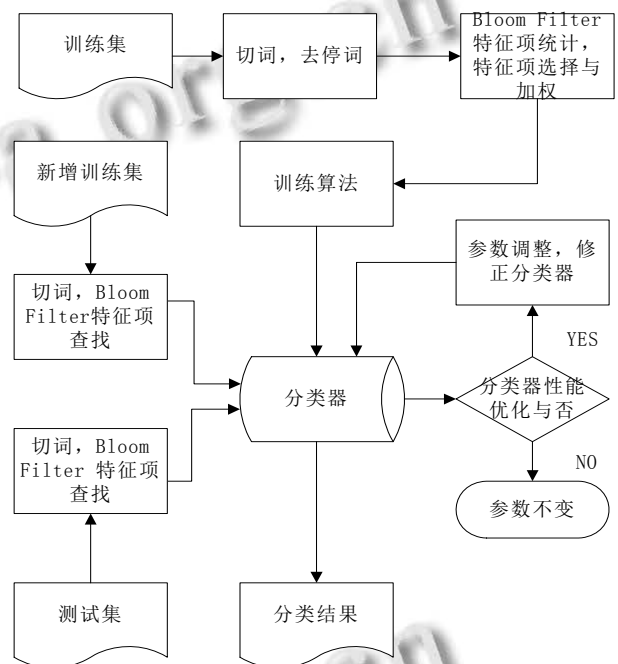 训练集
切词，去停词
Bloom Filter
特征项统计，
特征项选择与
加权
新增训练集
训练算法
参数调整，修
正分类器
切词，Bloom
Filter特征项
查找
YES
分类器
分类器性能
优化与否
切词，Bloom
Filter 特征项
查找
NO
参数不变
测试集
分类结果